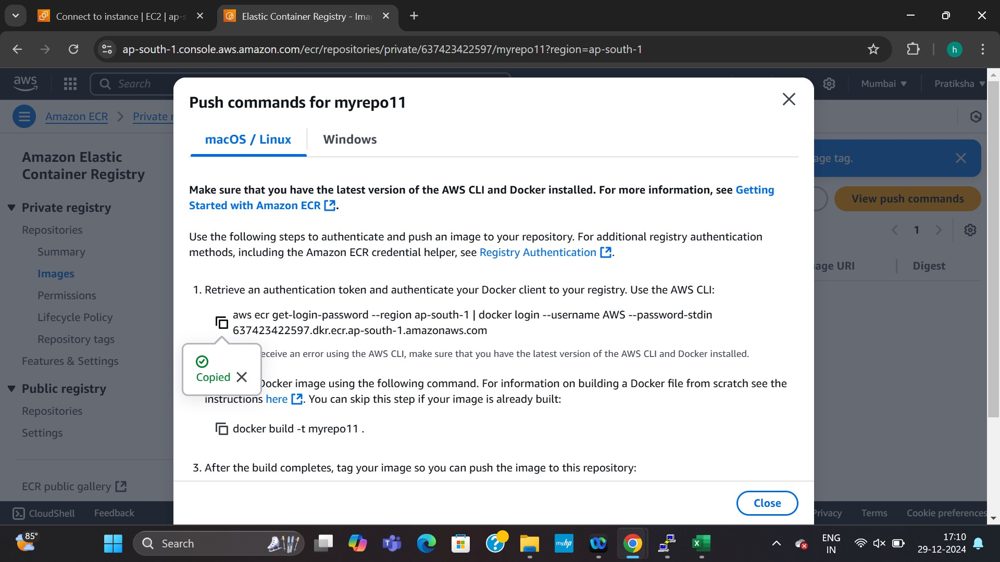 Connect to instance | EC2 | ap-s
Elastic Container Registry - Ima
ap-south-1.console.aws.amazon.com/ecr/repositories/private/637423422597/myrepo11?region=ap-south-1
h
aws
Search
Mumbai
Pratiksha
Amazon ECR
Private r
Amazon Elastic
Container Registry
Private registry
Repositories
Summary
Images
Permissions
Lifecycle Policy
Repository tags
Features & Settings
Public registry
Repositories
Settings
ECR public gallery
Push commands for myrepo11
macOS / Linux
Windows
Make sure that you have the latest version of the AWS CLI and Docker installed. For more information, see Getting
Started with Amazon ECR .
Use the following steps to authenticate and push an image to your repository. For additional registry authentication
methods, including the Amazon ECR credential helper, see Registry Authentication .
1. Retrieve an authentication token and authenticate your Docker client to your registry. Use the AWS CLI:
aws ecr get-login-password --region ap-south-1 | docker login --username AWS --password-stdin
637423422597.dkr.ecr.ap-south-1.amazonaws.com
eceive an error using the AWS CLI, make sure that you have the latest version of the AWS CLI and Docker installed.
Copied
Docker image using the following command. For information on building a Docker file from scratch see the
instructions here . You can skip this step if your image is already built:
docker build -t myrepo11 .
3. After the build completes, tag your image so you can push the image to this repository:
Close
age tag.
View push commands
1
age URI
Digest
CloudShell
Feedback
Privacy
Terms
Cookie preferences
85°
Search
myhp
ENG
IN
17:10
29-12-2024